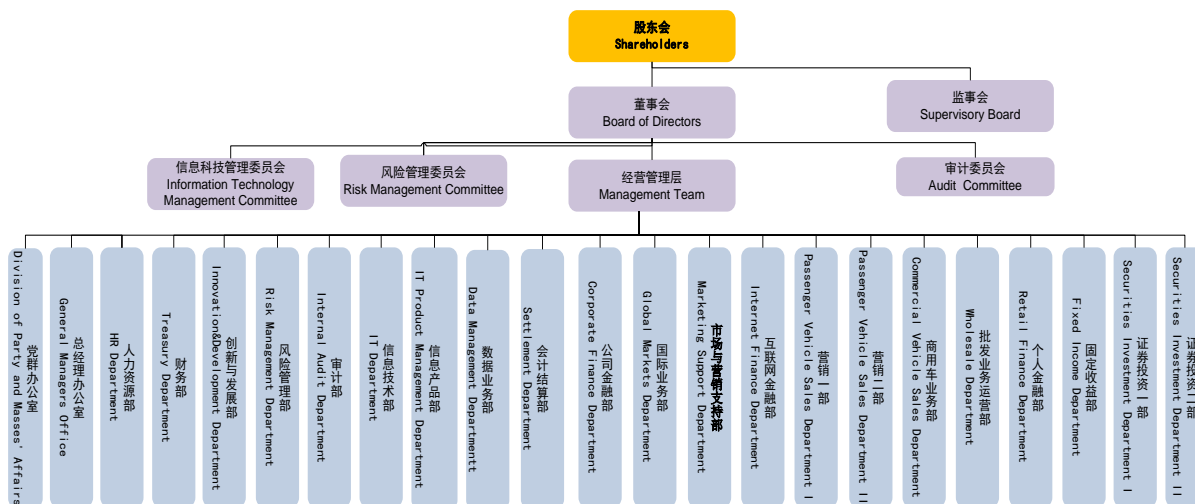 股东会
Shareholders
董事会
Board of Directors
监事会
Supervisory Board
信息科技管理委员会
Information Technology
Management Committee
风险管理委员会
Risk Management Committee
经营管理层
Management Team
审计委员会
Audit Committee
党群办公室
Division of Party and Masses' Affairs
总经理办公室
General Managers Office
人力资源部
HR Department
财务部
Treasury Department
创新与发展部
Innovation&Development Department
风险管理部
Risk Management Department
审计部
Internal Audit Department
信息技术部
IT Department
信息产品部
IT Product Management Department
数据业务部
Data Management Departmentt
会计结算部
Settlement Department
公司金融部
Corporate Finance Department
国际业务部
Global Markets Department
市场与营销支持部
Marketing Support Department
互联网金融部
Internet Finance Department
营销一部
Passenger Vehicle Sales Department I
营销二部
Passenger Vehicle Sales Department II
商用车业务部
Commercial Vehicle Sales Department
批发业务运营部
Wholesale Department
个人金融部
Retail Finance Department
固定收益部
Fixed Income Department
证券投资一部
Securities Investment Department I
证券投资二部
Securities Investment Department II